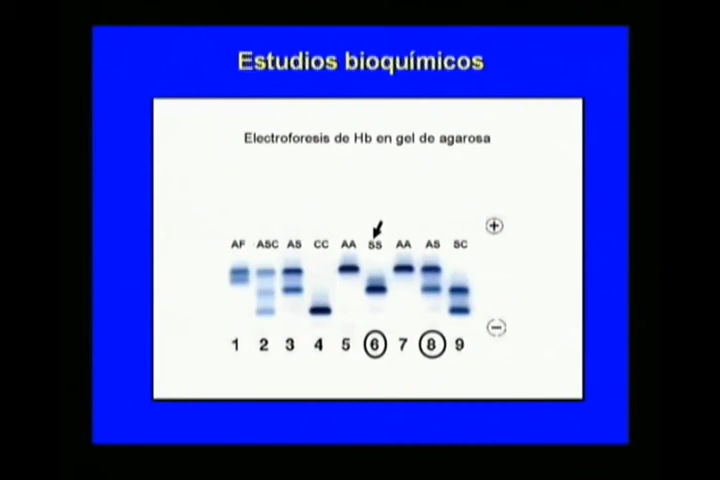 Estudios bioquímicos
Electroforesis de Hb en gel de agarosa
+
AF ASC AS CC AA SS AA AS SC
−
1 2 3 4 5 6 7 8 9